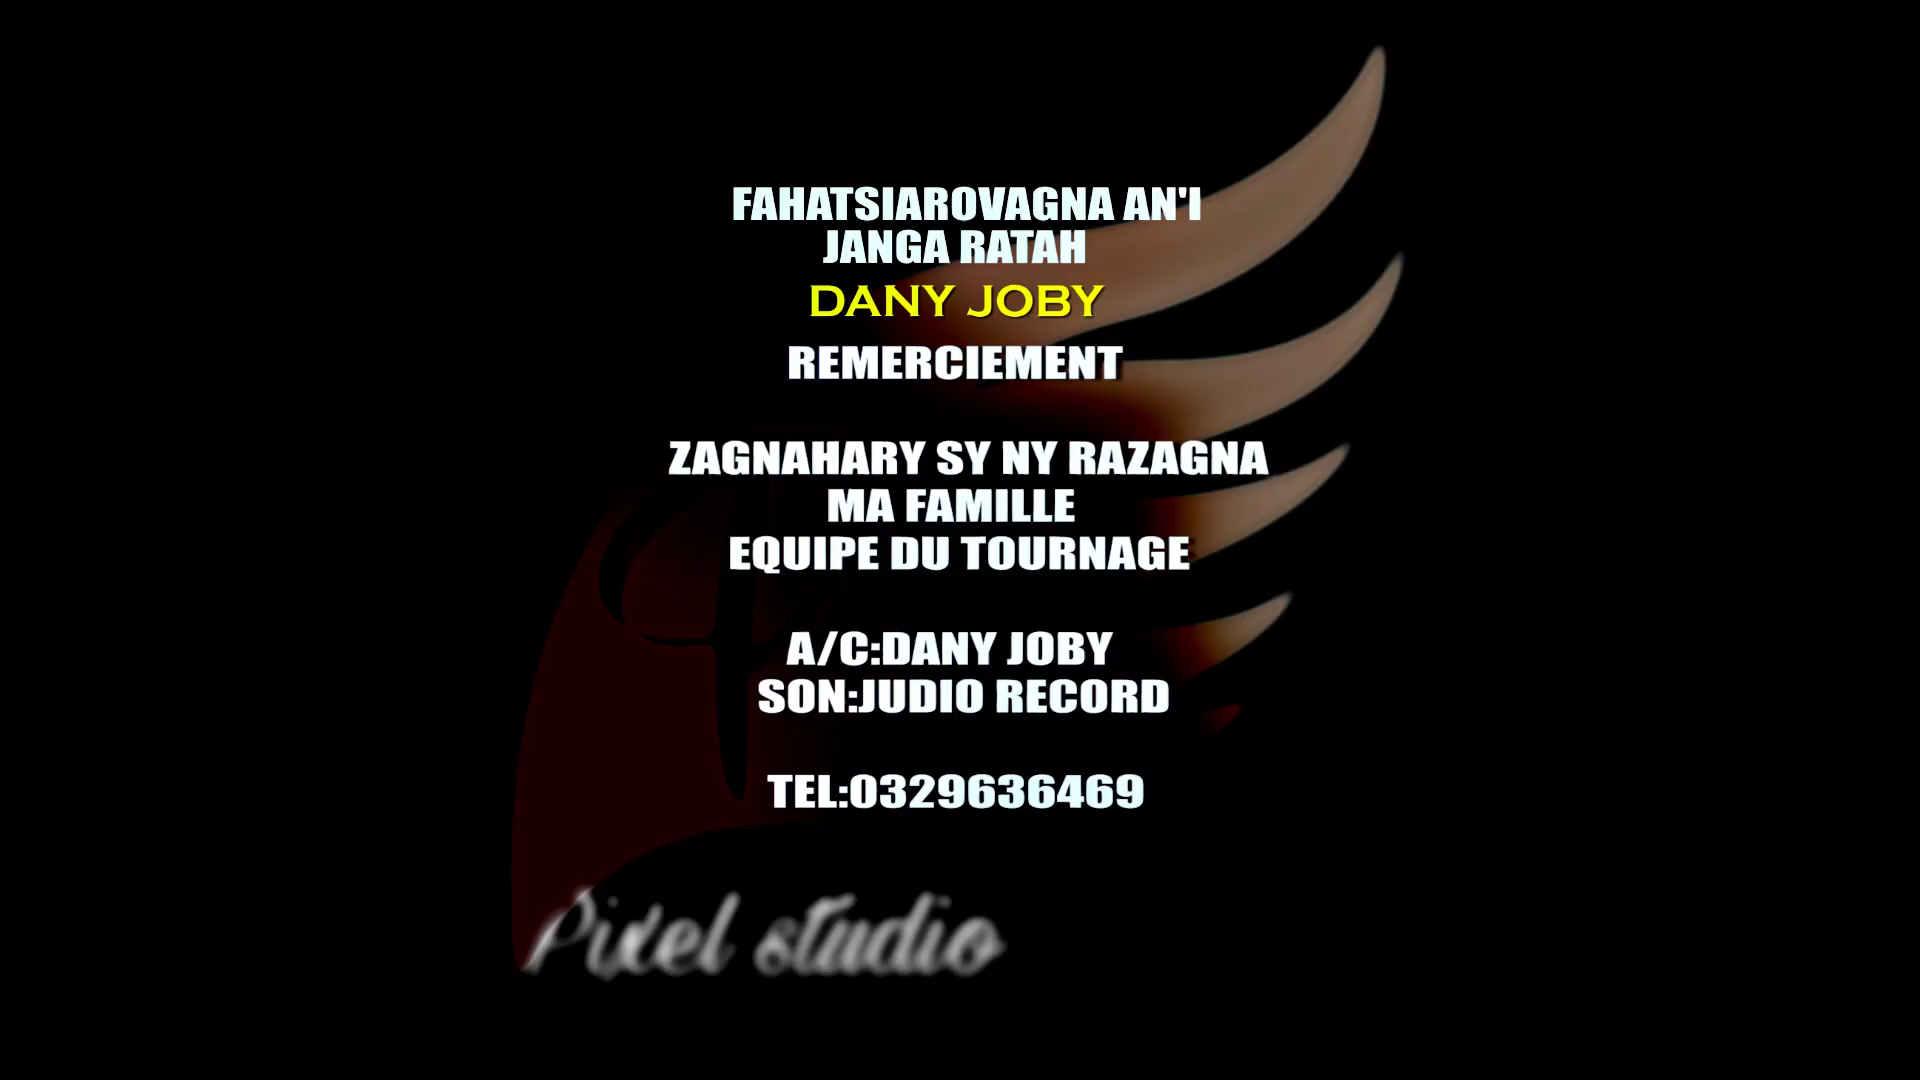 FAHATSIAROVAGNA AN'I
JANGA RATAH
DANY JOBY
REMERCIEMENT
ZAGNAHARY SY NY RAZAGNA
MA FAMILLE
EQUIPE DU TOURNAGE
A/C:DANY JOBY
SON:JUDIO RECORD
TEL:0329636469
Pixel studio